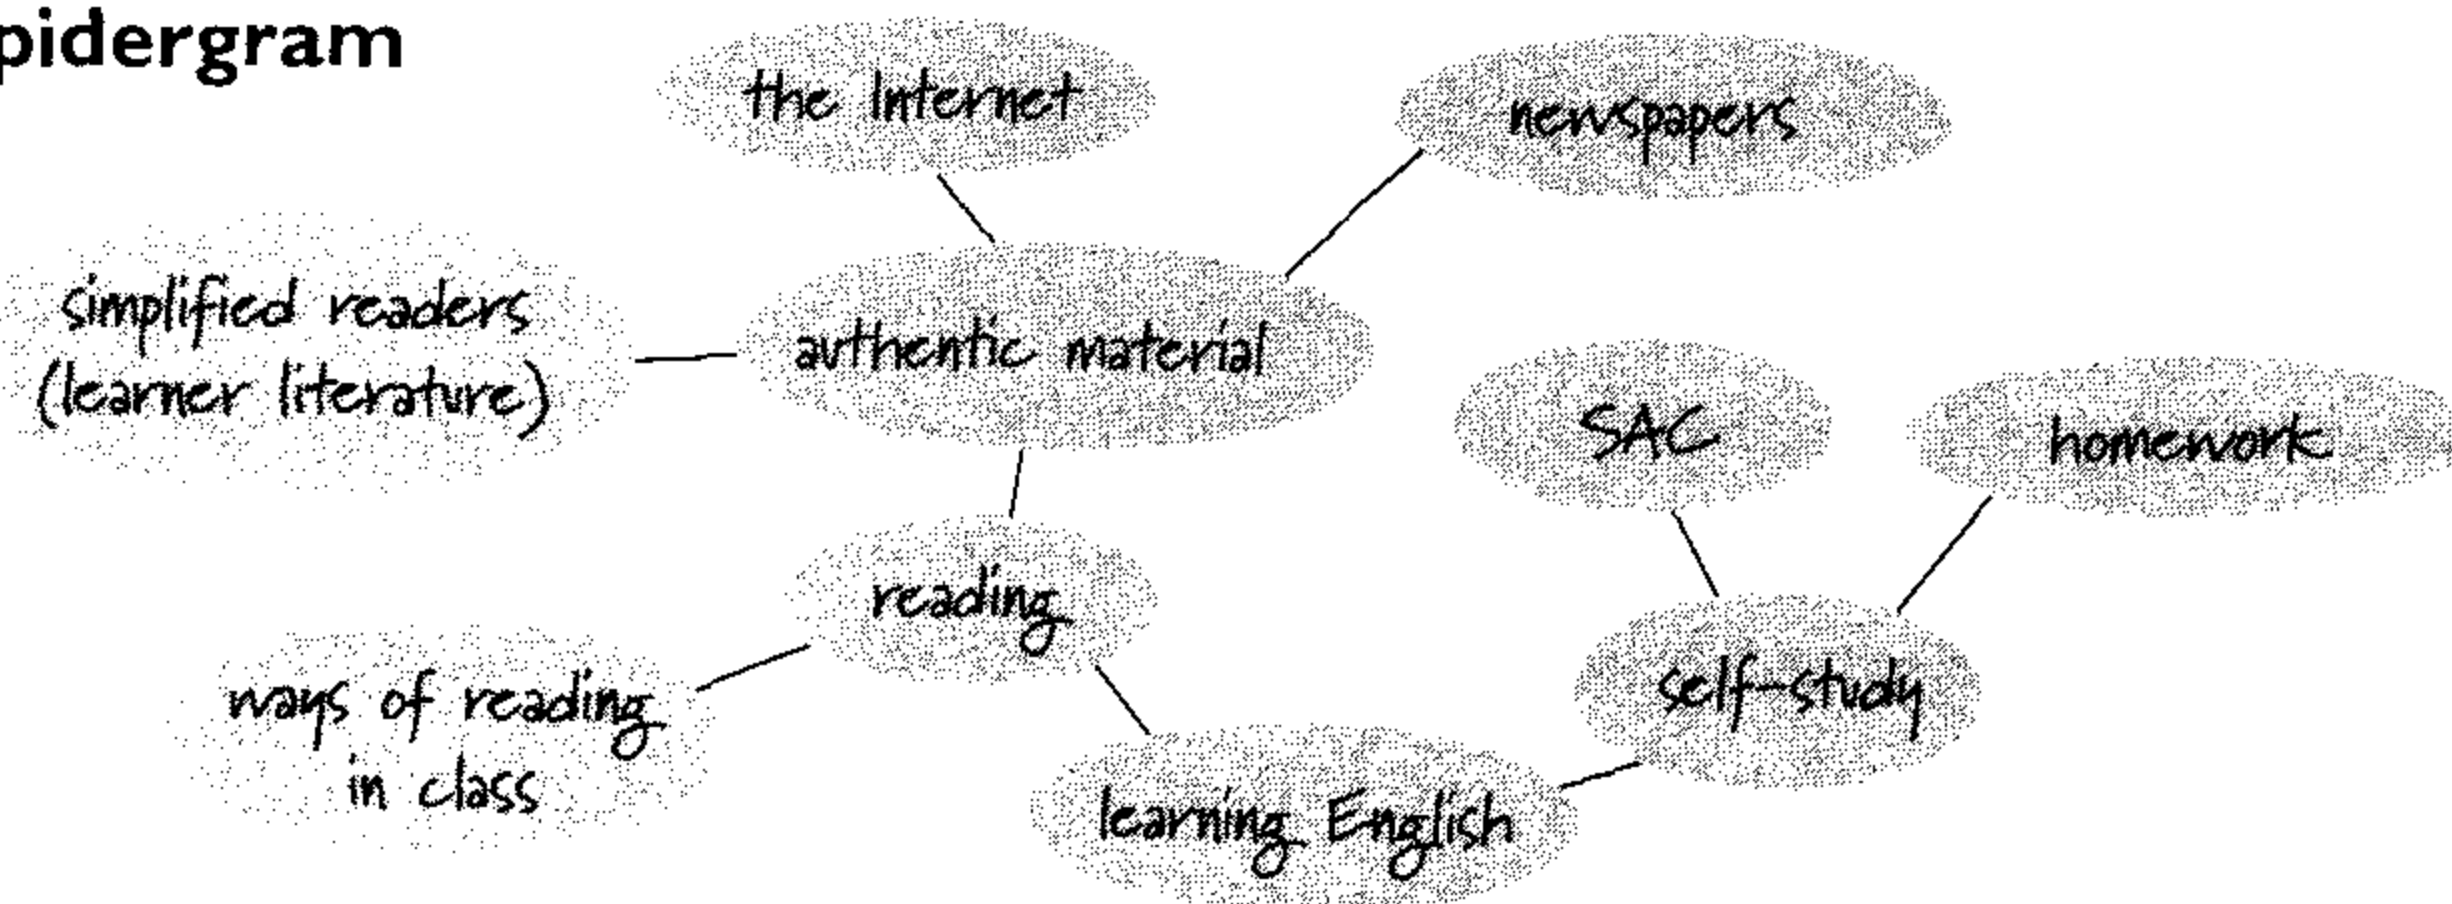 pidergram
the Internet
newspapers
simplified readers
(learner literature)
authentic material
SAC
homework
reading
self-study
ways of reading
in class
learning English